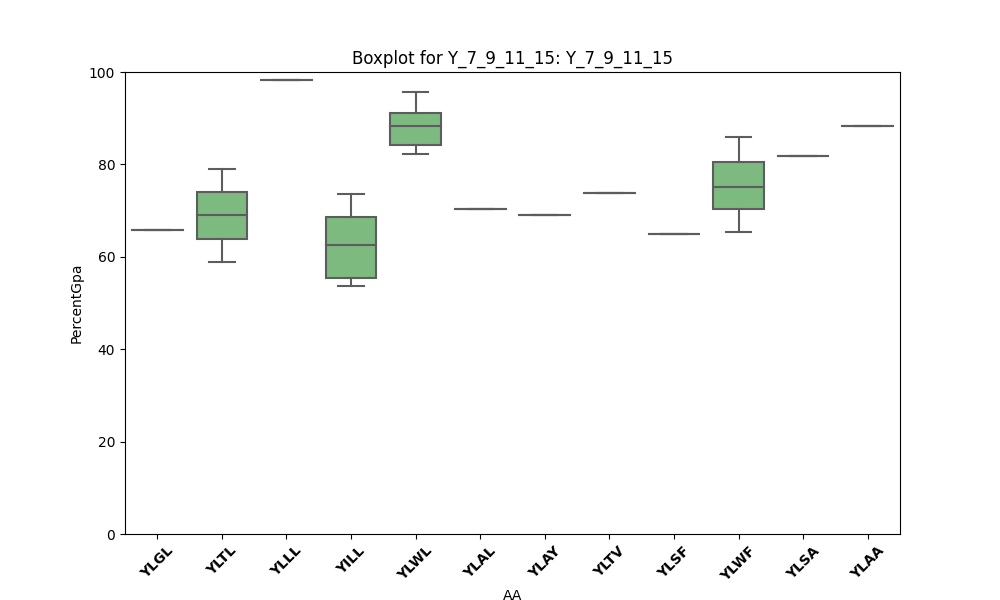 Boxplot for Y_7_9_11_15: Y_7_9_11_15
100
80
60
40
20
0
PercentGpa
YLGL YLTL YLLL YILL YLWL YLAL YLAY YLTV YLSF YLWF YLSA YLAA
AA